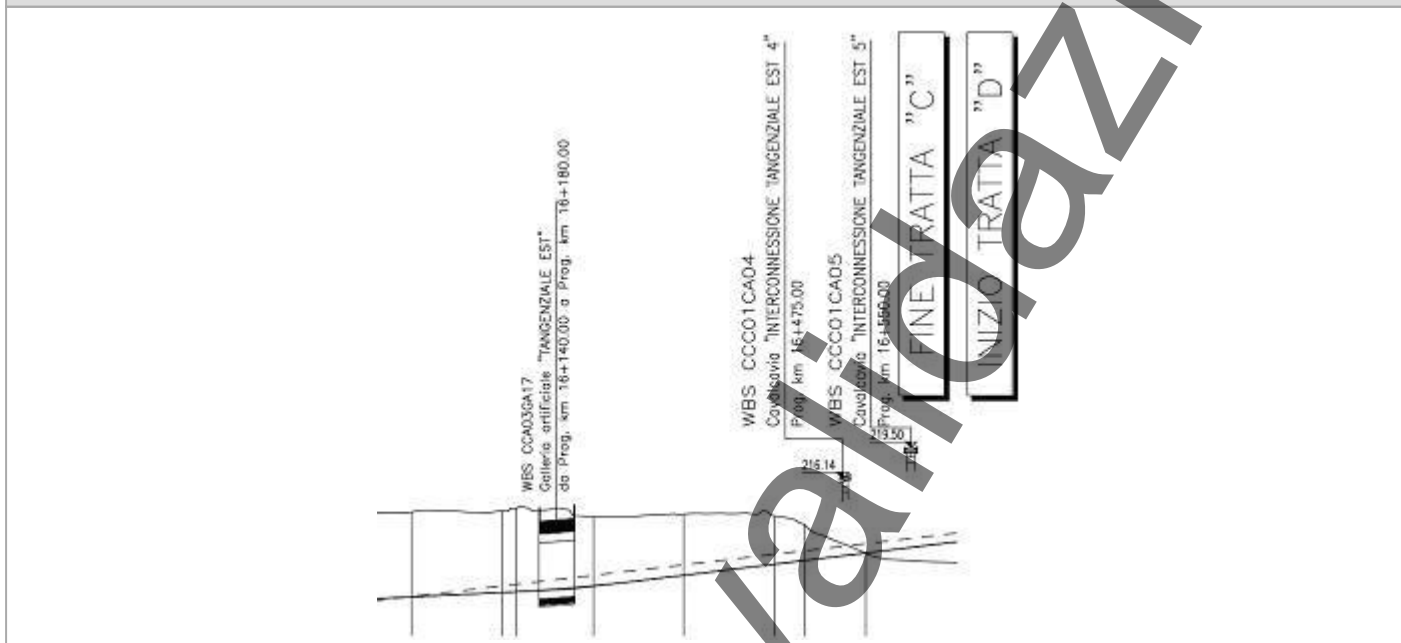 WBS CCA03GA17
Galleria artificiale "TANGENZIALE EST"
da Prog. km 16+140.00 a Prog. km 16+180.00
WBS CCC01CA04
Cavalcavia "INTERCONNESSIONE TANGENZIALE EST 4"
Prog. km 16+475.00
216.14
WBS CCC01CA05
Cavalcavia "INTERCONNESSIONE TANGENZIALE EST 5"
Prog. km 16+550.00
219.50
FINE TRATTA "C"
INIZIO TRATTA "D"